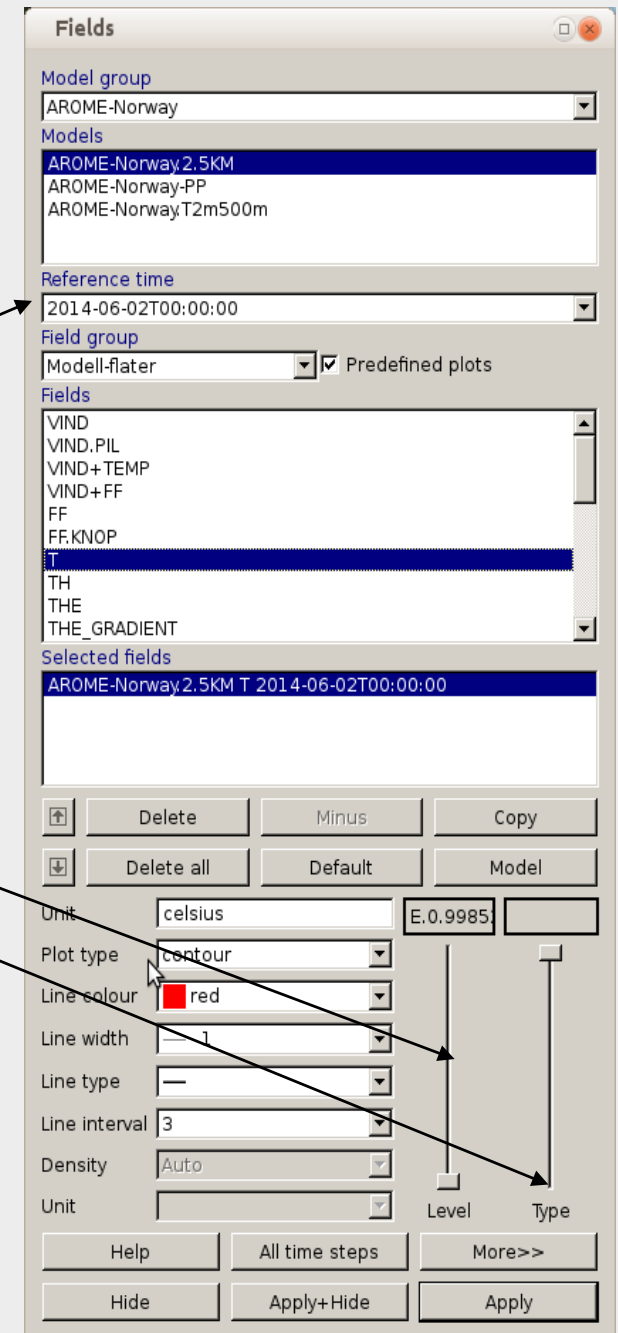 Fields
Model group
AROME-Norway
Models
AROME-Norway.2.5KM
AROME-Norway-PP
AROME-Norway.T2m500m
Reference time
2014-06-02T00:00:00
Field group
Modell-flater Predefined plots
Fields
VIND
VIND.PIL
VIND+TEMP
VIND+FF
FF
FF.KNOP
T
TH
THE
THE_GRADIENT
Selected fields
AROME-Norway.2.5KM T 2014-06-02T00:00:00
Delete Minus Copy
Delete all Default Model
Unit celsius E.0.9985
Plot type contour
Line colour red
Line width 1
Line type
Line interval 3
Density Auto
Unit Level Type
Help All time steps More>>
Hide Apply+Hide Apply